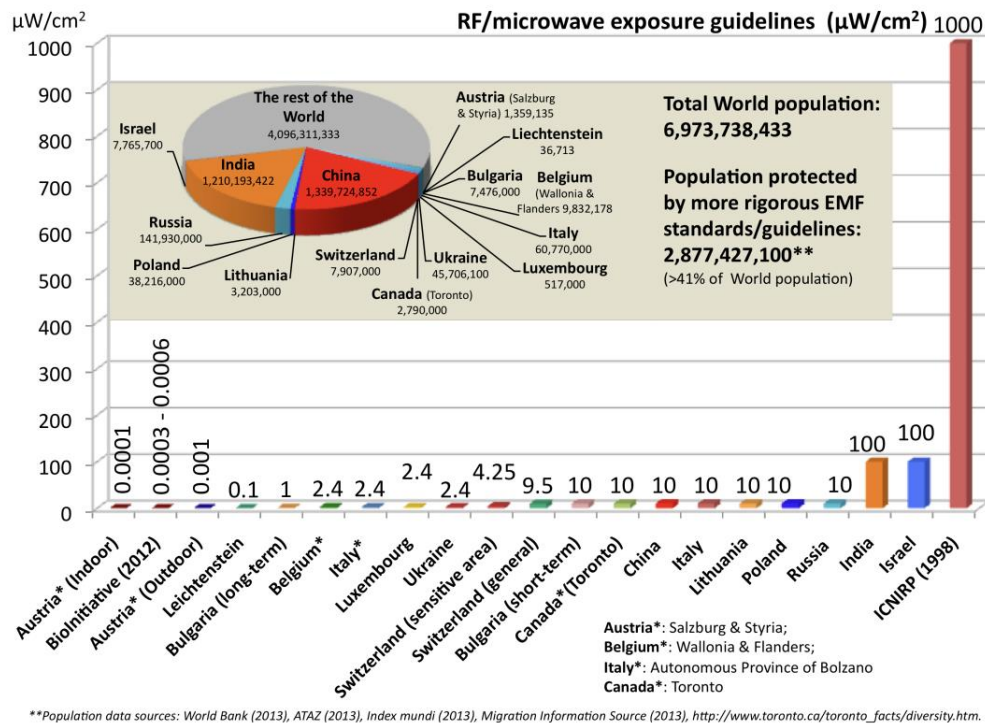 µW/cm²
RF/microwave exposure guidelines (µW/cm²)
1000
1000
900
800
700
600
500
400
300
200
100
0
The rest of the
World
4,096,311,333
Israel
7,765,700
India
1,210,193,422
China
1,339,724,852
Russia
141,930,000
Poland
38,216,000
Lithuania
3,203,000
Switzerland
7,907,000
Canada (Toronto)
2,790,000
Ukraine
45,706,100
Austria (Salzburg
& Styria) 1,359,135
Liechtenstein
36,713
Bulgaria
7,476,000
Belgium
(Wallonia &
Flanders 9,832,178
Italy
60,770,000
Luxembourg
517,000
Total World population:
6,973,738,433
Population protected
by more rigorous EMF
standards/guidelines:
2,877,427,100**
(>41% of World population)
0.0001
0.0003 - 0.0006
0.001
0.1
1
2.4
2.4
2.4
2.4
4.25
9.5
10
10
10
10
10
10
10
100
100
Austria* (Indoor)
BioInitiative (2012)
Austria* (Outdoor)
Leichtenstein
Bulgaria (long-term)
Belgium*
Italy*
Luxembourg
Ukraine
Switzerland (sensitive area)
Switzerland (general)
Bulgaria (short-term)
Canada* (Toronto)
China
Italy
Lithuania
Poland
Russia
India
Israel
ICNIRP (1998)
Austria*: Salzburg & Styria;
Belgium*: Wallonia & Flanders;
Italy*: Autonomous Province of Bolzano
Canada*: Toronto
**Population data sources: World Bank (2013), ATAZ (2013), Index mundi (2013), Migration Information Source (2013), http://www.toronto.ca/toronto_facts/diversity.htm.